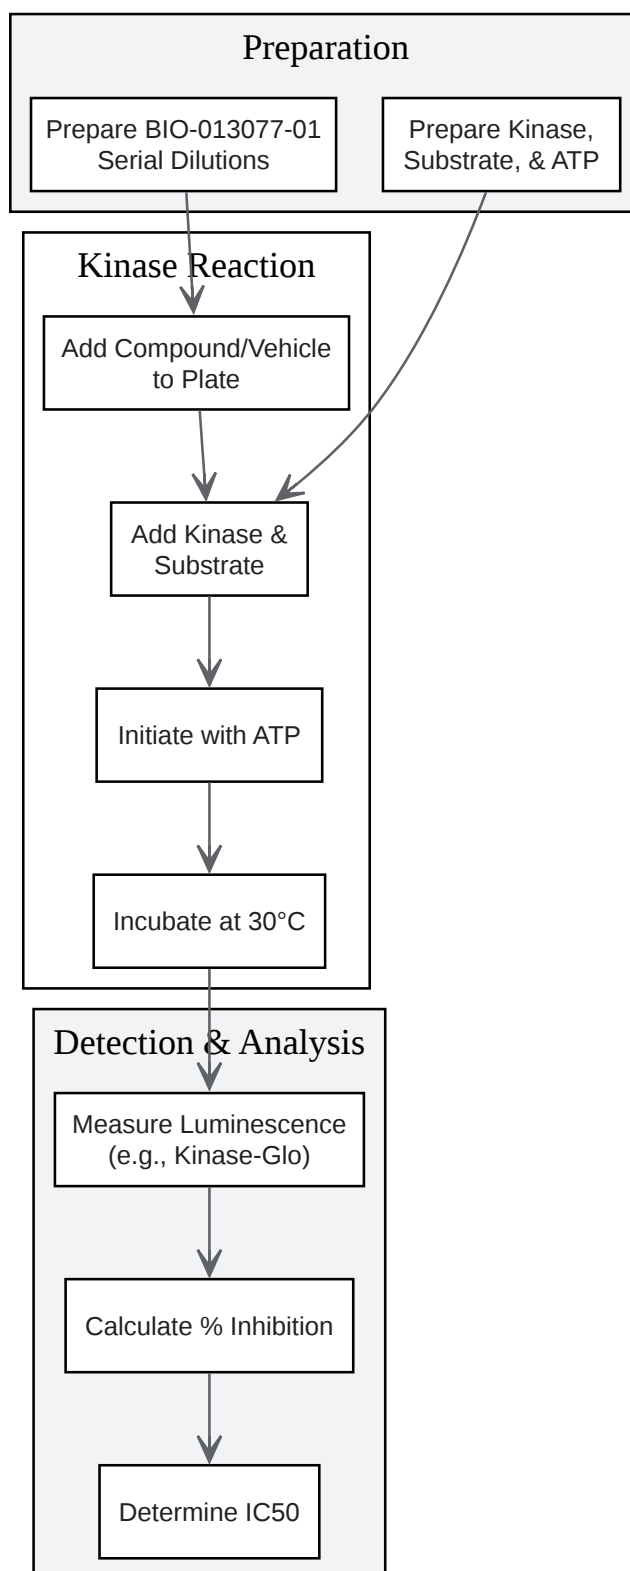 Preparation
Prepare BIO-013077-01
Serial Dilutions
Prepare Kinase,
Substrate, & ATP
Kinase Reaction
Add Compound/Vehicle
to Plate
Add Kinase &
Substrate
Initiate with ATP
Incubate at 30°C
Detection & Analysis
Measure Luminescence
(e.g., Kinase-Glo)
Calculate % Inhibition
Determine IC50